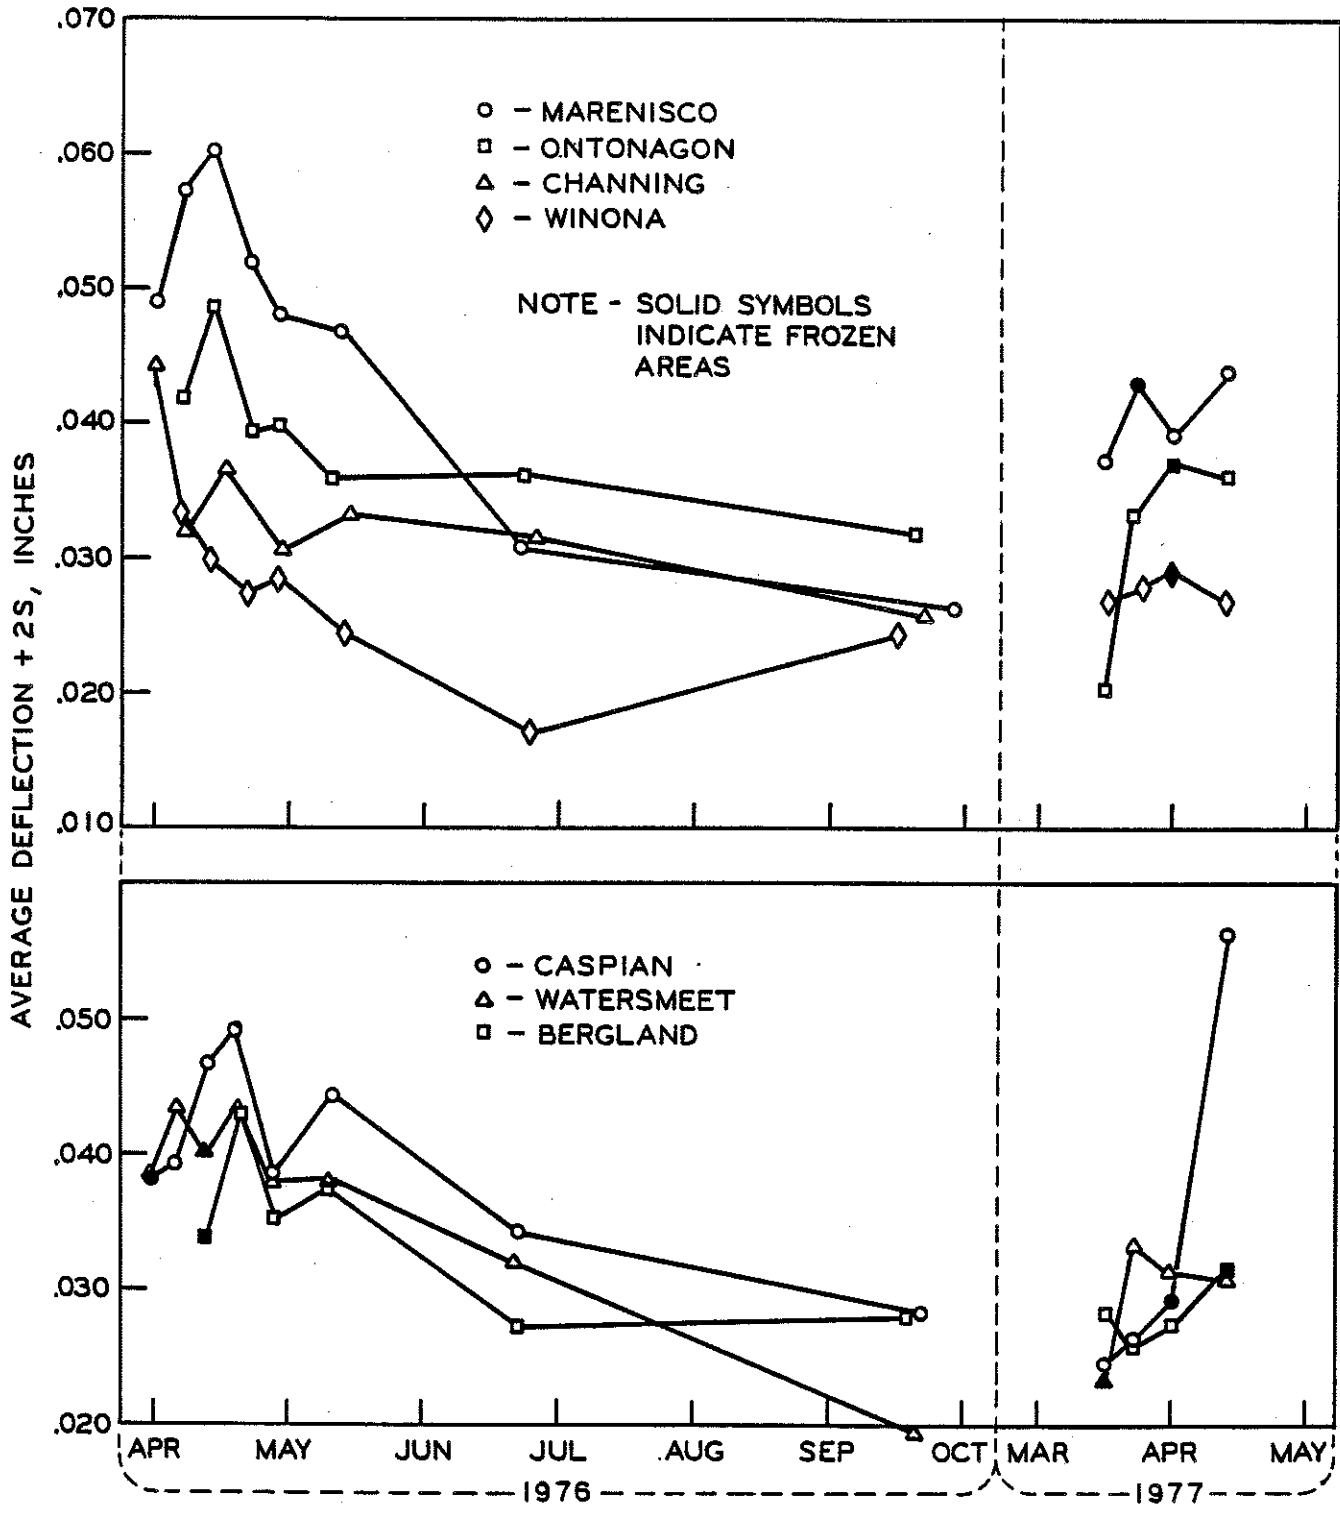 .070
.060
.050
.040
.030
.020
.010
AVERAGE DEFLECTION + 2S, INCHES
– MARENISCO
– ONTONAGON
– CHANNING
– WINONA
NOTE – SOLID SYMBOLS
INDICATE FROZEN
AREAS
– CASPIAN
– WATERSMEET
– BERGLAND
.050
.040
.030
.020
APR MAY JUN JUL AUG SEP OCT MAR APR MAY
1976 1977